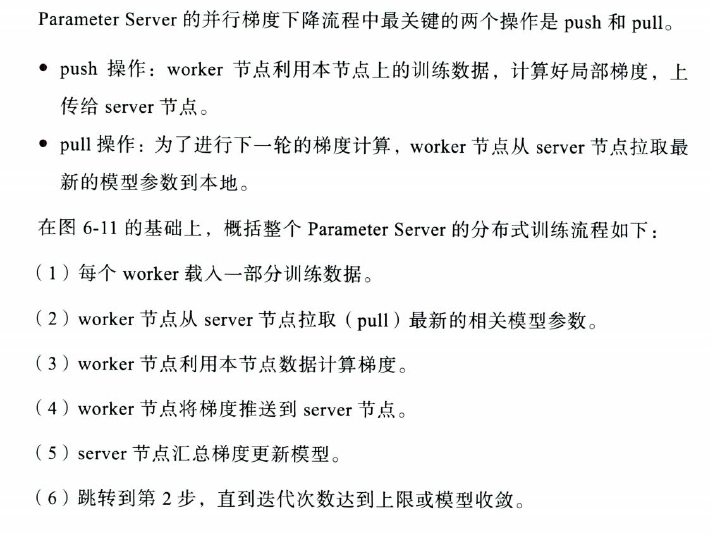 Parameter Server 的并行梯度下降流程中最关键的两个操作是 push 和 pull。
• push 操作：worker 节点利用本节点上的训练数据，计算好局部梯度，上
传给 server 节点。
• pull 操作：为了进行下一轮的梯度计算，worker 节点从 server 节点拉取最
新的模型参数到本地。
在图 6-11 的基础上，概括整个 Parameter Server 的分布式训练流程如下：
（1）每个 worker 载入一部分训练数据。
（2）worker 节点从 server 节点拉取（pull）最新的相关模型参数。
（3）worker 节点利用本节点数据计算梯度。
（4）worker 节点将梯度推送到 server 节点。
（5）server 节点汇总梯度更新模型。
（6）跳转到第 2 步，直到迭代次数达到上限或模型收敛。